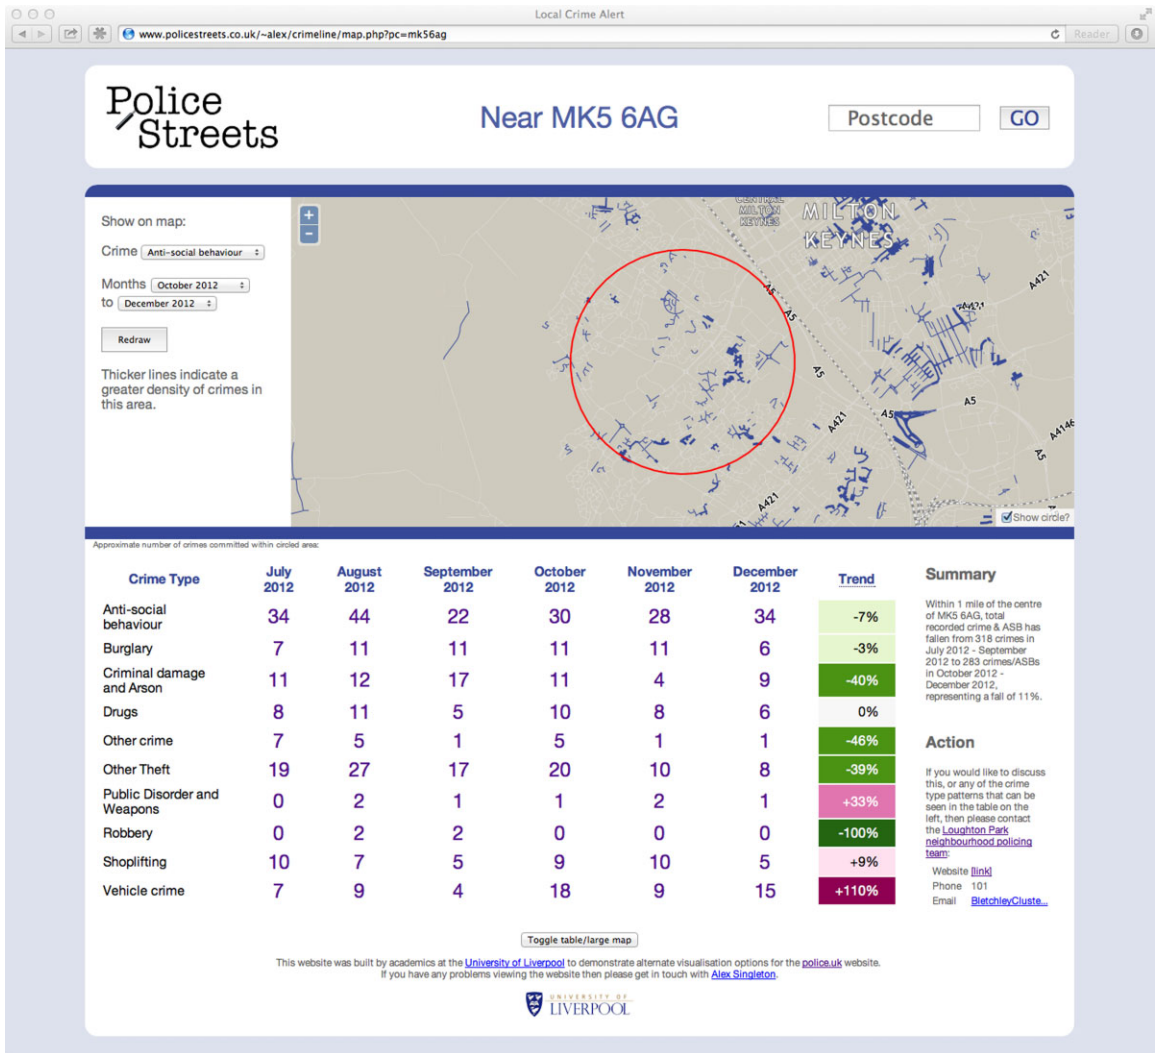 Local Crime Alert
www.policestreets.co.uk/~alex/crimeline/map.php?pc=mk56ag
Reader
Police
Streets
Near MK5 6AG
Postcode
GO
Show on map:
Crime Anti-social behaviour
Months October 2012
to December 2012
Redraw
Thicker lines indicate a
greater density of crimes in
this area.
+
-
CENTRAL
MILTON
KEYNES
MILTON
KEYNES
A421
A5
A421
A5
A5
A5
A5
A421
A4146
A5
A421
Show circle?
Approximate number of crimes committed within circled area:
Crime Type July 2012 August 2012 September 2012 October 2012 November 2012 December 2012 Trend
Anti-social behaviour 34 44 22 30 28 34 -7%
Burglary 7 11 11 11 11 6 -3%
Criminal damage and Arson 11 12 17 11 4 9 -40%
Drugs 8 11 5 10 8 6 0%
Other crime 7 5 1 5 1 1 -46%
Other Theft 19 27 17 20 10 8 -39%
Public Disorder and Weapons 0 2 1 1 2 1 +33%
Robbery 0 2 2 0 0 0 -100%
Shoplifting 10 7 5 9 10 5 +9%
Vehicle crime 7 9 4 18 9 15 +110%
Summary
Within 1 mile of the centre
of MK5 6AG, total
recorded crime & ASB has
fallen from 318 crimes in
July 2012 - September
2012 to 283 crimes/ASBs
in October 2012 -
December 2012,
representing a fall of 11%.
Action
If you would like to discuss
this, or any of the crime
type patterns that can be
seen in the table on the
left, then please contact
the Loughton Park
neighbourhood policing
team:
Website [link]
Phone 101
Email BletchleyCluste...
Toggle table/large map
This website was built by academics at the University of Liverpool to demonstrate alternate visualisation options for the police.uk website.
If you have any problems viewing the website then please get in touch with Alex Singleton.
UNIVERSITY OF
LIVERPOOL